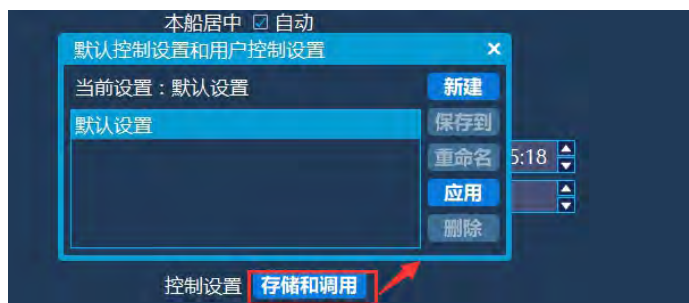 本船居中 自动
默认控制设置和用户控制设置
当前设置：默认设置 新建
默认设置 保存到
重命名 5:18
应用
删除
控制设置 存储和调用